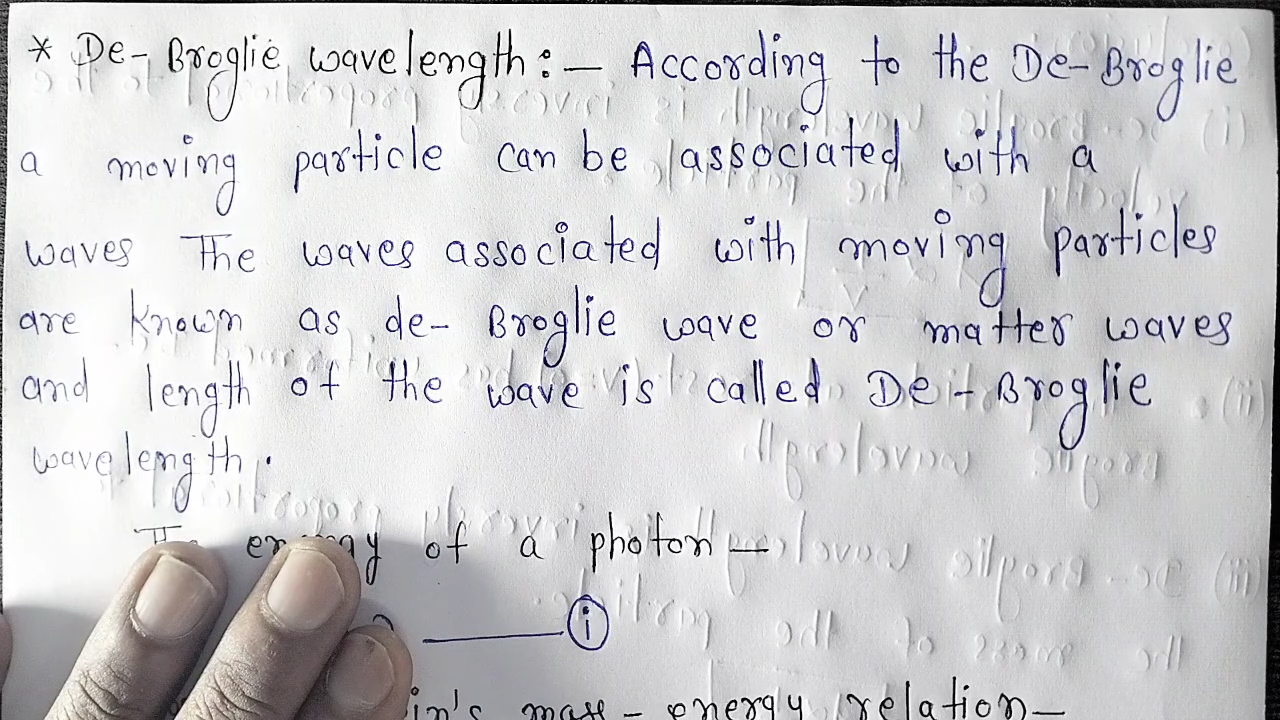 * De-Broglie wavelength:- According to the De-Broglie
a moving particle can be associated with a
waves The waves associated with moving particles
are known as de-Broglie wave or matter waves
and length of the wave is called De-Broglie
wavelength.
energy of a photon —
i
mass - energy relation—